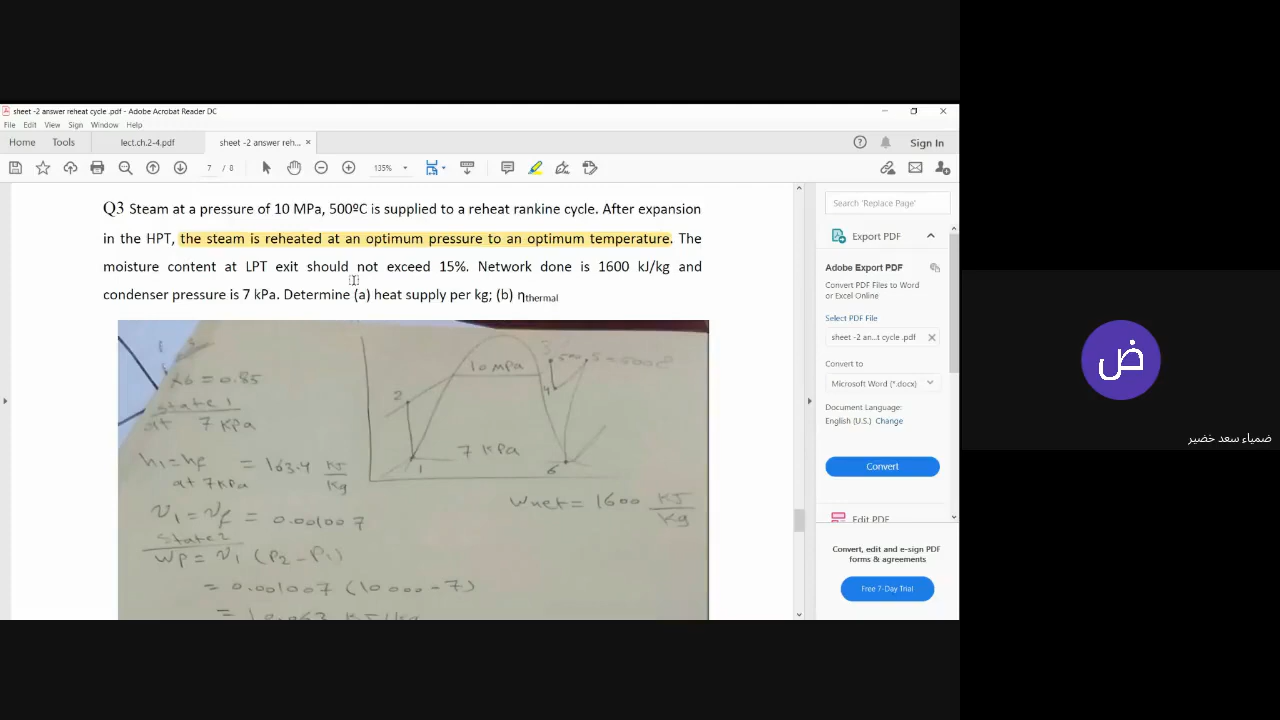 sheet -2 answer reheat cycle .pdf - Adobe Acrobat Reader DC
File Edit View Sign Window Help
Home Tools lect.ch.2-4.pdf sheet -2 answer reh... × Sign In
7 / 8 135%
Search 'Replace Page'
Export PDF
Adobe Export PDF
Convert PDF Files to Word
or Excel Online
Select PDF File
sheet -2 an...t cycle .pdf
Convert to
Microsoft Word (*.docx)
Document Language:
English (U.S.) Change
Convert
Edit PDF
Convert, edit and e-sign PDF
forms & agreements
Free 7-Day Trial
Q3 Steam at a pressure of 10 MPa, 500ºC is supplied to a reheat rankine cycle. After expansion
in the HPT, the steam is reheated at an optimum pressure to an optimum temperature. The
moisture content at LPT exit should not exceed 15%. Network done is 1600 kJ/kg and
condenser pressure is 7 kPa. Determine (a) heat supply per kg; (b) ηthermal
x6 = 0.85
state 1
at 7 kPa
h1 = hf = 163.4 kJ/kg
at 7kPa
v1 = vf = 0.001007
state 2
wp = v1 (P2 - P1)
= 0.001007 (10000 - 7)
= 10.063 kJ/kg
10 MPa
2
4
7 kPa
1
6
wnet = 1600 kJ/kg
ض
ضمياء سعد خضير